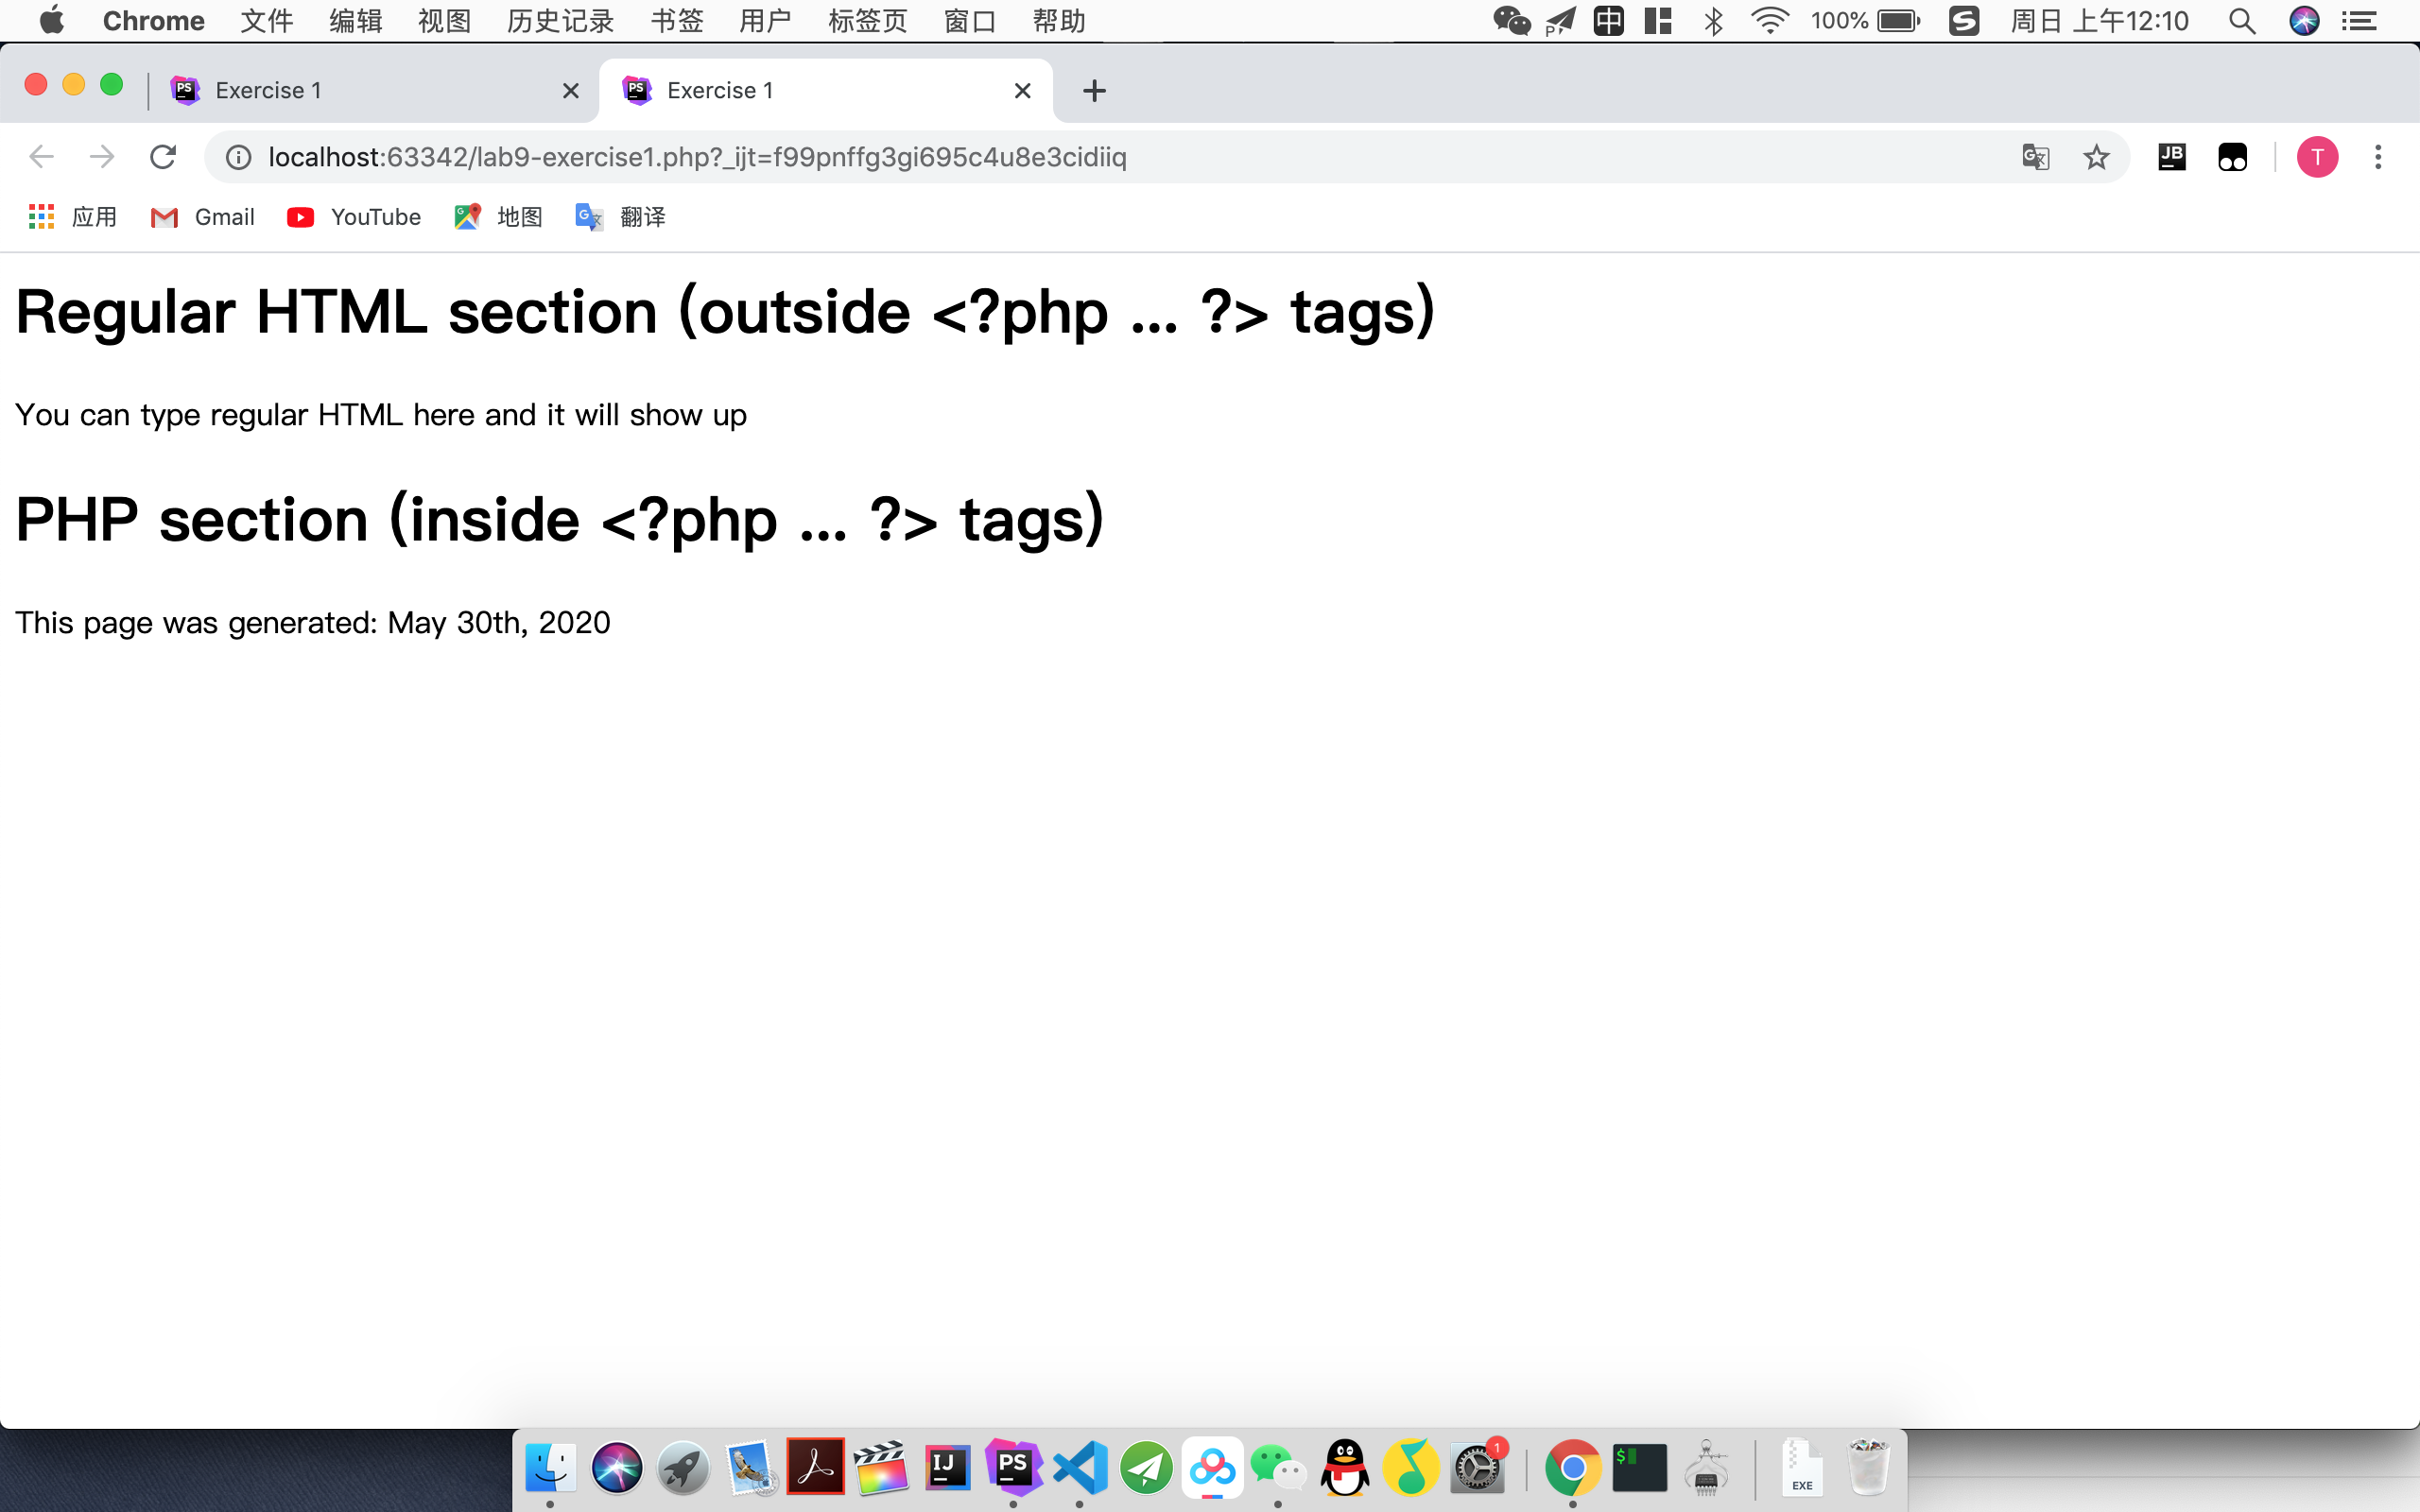 Chrome 文件 编辑 视图 历史记录 书签 用户 标签页 窗口 帮助 P 中 100% S 周日 上午12:10
PS Exercise 1 PS Exercise 1
localhost:63342/lab9-exercise1.php?_ijt=f99pnffg3gi695c4u8e3cidiiq JB T
应用 Gmail YouTube 地图 翻译
Regular HTML section (outside <?php ... ?> tags)
You can type regular HTML here and it will show up
PHP section (inside <?php ... ?> tags)
This page was generated: May 30th, 2020
IJ PS 1 $ EXE